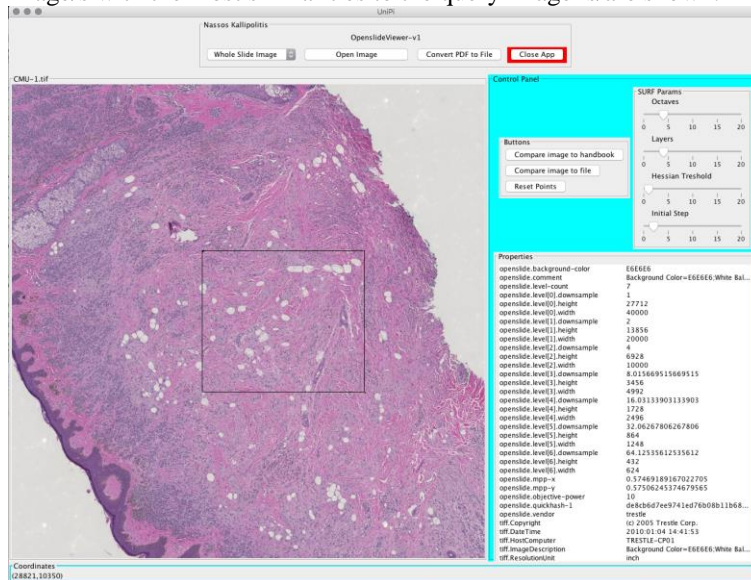 with the most similarities to the query image/s are shown.
UniPi
Nassos Kallipolitis
OpenslideViewer-v1
Whole Slide Image Open Image Convert PDF to File Close App
CMU-1.tif
Control Panel
SURF Params
Octaves
0 5 10 15 20
Layers
0 5 10 15 20
Hessian Treshold
0 5 10 15 20
Initial Step
0 5 10 15 20
Buttons
Compare image to handbook
Compare image to file
Reset Points
Properties
openslide.background-color E6E6E6
openslide.comment Background Color=E6E6E6;White Bal...
openslide.level-count 7
openslide.level[0].downsample 1
openslide.level[0].height 27712
openslide.level[0].width 40000
openslide.level[1].downsample 2
openslide.level[1].height 13856
openslide.level[1].width 20000
openslide.level[2].downsample 4
openslide.level[2].height 6928
openslide.level[2].width 10000
openslide.level[3].downsample 8.015669515669515
openslide.level[3].height 3456
openslide.level[3].width 4992
openslide.level[4].downsample 16.03133903133903
openslide.level[4].height 1728
openslide.level[4].width 2496
openslide.level[5].downsample 32.06267806267806
openslide.level[5].height 864
openslide.level[5].width 1248
openslide.level[6].downsample 64.12535612535612
openslide.level[6].height 432
openslide.level[6].width 624
openslide.mpp-x 0.57469189167022705
openslide.mpp-y 0.57506245374679565
openslide.objective-power 10
openslide.quickhash-1 de8cb6d7ee9741ed76b08b11b68...
openslide.vendor trestle
tiff.Copyright (c) 2005 Trestle Corp.
tiff.DateTime 2010:01:04 14:41:53
tiff.HostComputer TRESTLE-CP01
tiff.ImageDescription Background Color=E6E6E6;White Bal...
tiff.ResolutionUnit inch
Coordinates
(28821,10350)